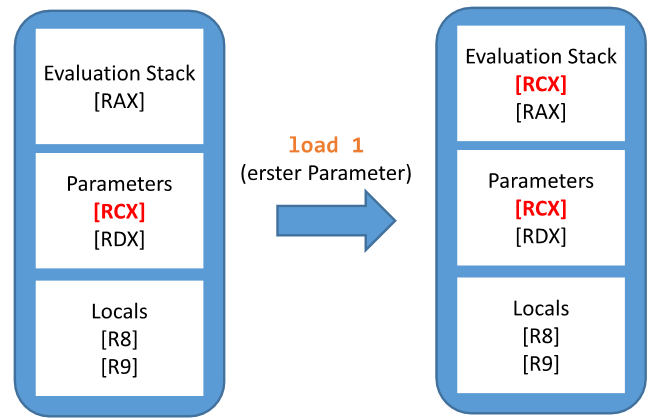 Evaluation Stack
[RAX]
Parameters
[RCX]
[RDX]
Locals
[R8]
[R9]
load 1
(erster Parameter)
Evaluation Stack
[RCX]
[RAX]
Parameters
[RCX]
[RDX]
Locals
[R8]
[R9]